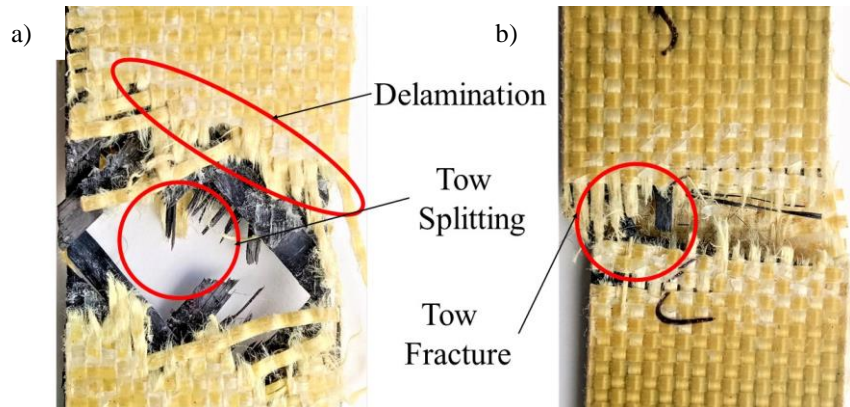 a)
b)
Delamination
Tow
Splitting
Tow
Fracture